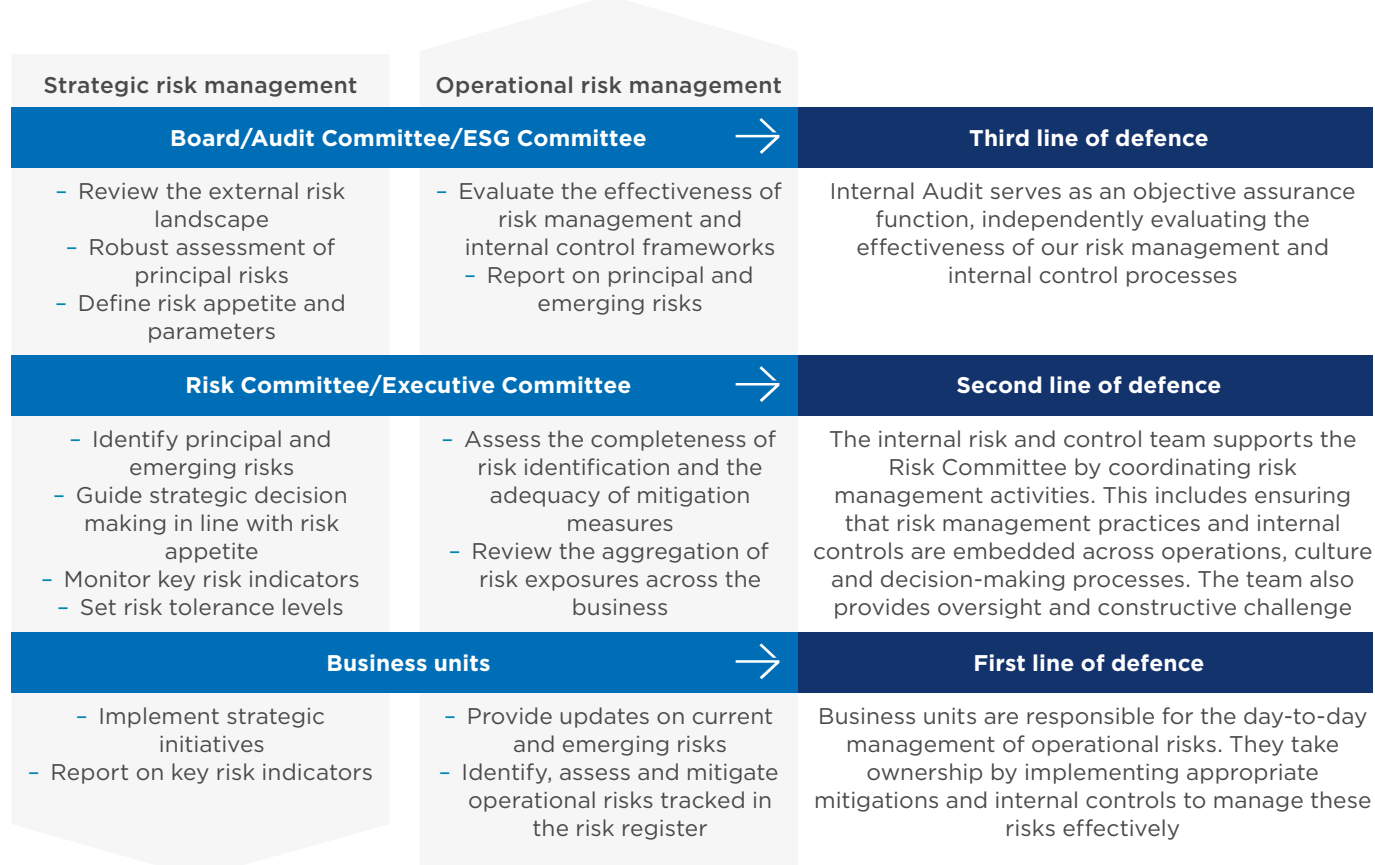 Strategic risk management
Operational risk management
Board/Audit Committee/ESG Committee
Third line of defence
– Review the external risk
landscape
– Robust assessment of
principal risks
– Define risk appetite and
parameters
– Evaluate the effectiveness of
risk management and
internal control frameworks
– Report on principal and
emerging risks
Internal Audit serves as an objective assurance
function, independently evaluating the
effectiveness of our risk management and
internal control processes
Risk Committee/Executive Committee
Second line of defence
– Identify principal and
emerging risks
– Guide strategic decision
making in line with risk
appetite
– Monitor key risk indicators
– Set risk tolerance levels
– Assess the completeness of
risk identification and the
adequacy of mitigation
measures
– Review the aggregation of
risk exposures across the
business
The internal risk and control team supports the
Risk Committee by coordinating risk
management activities. This includes ensuring
that risk management practices and internal
controls are embedded across operations, culture
and decision-making processes. The team also
provides oversight and constructive challenge
Business units
First line of defence
– Implement strategic
initiatives
– Report on key risk indicators
– Provide updates on current
and emerging risks
– Identify, assess and mitigate
operational risks tracked in
the risk register
Business units are responsible for the day-to-day
management of operational risks. They take
ownership by implementing appropriate
mitigations and internal controls to manage these
risks effectively